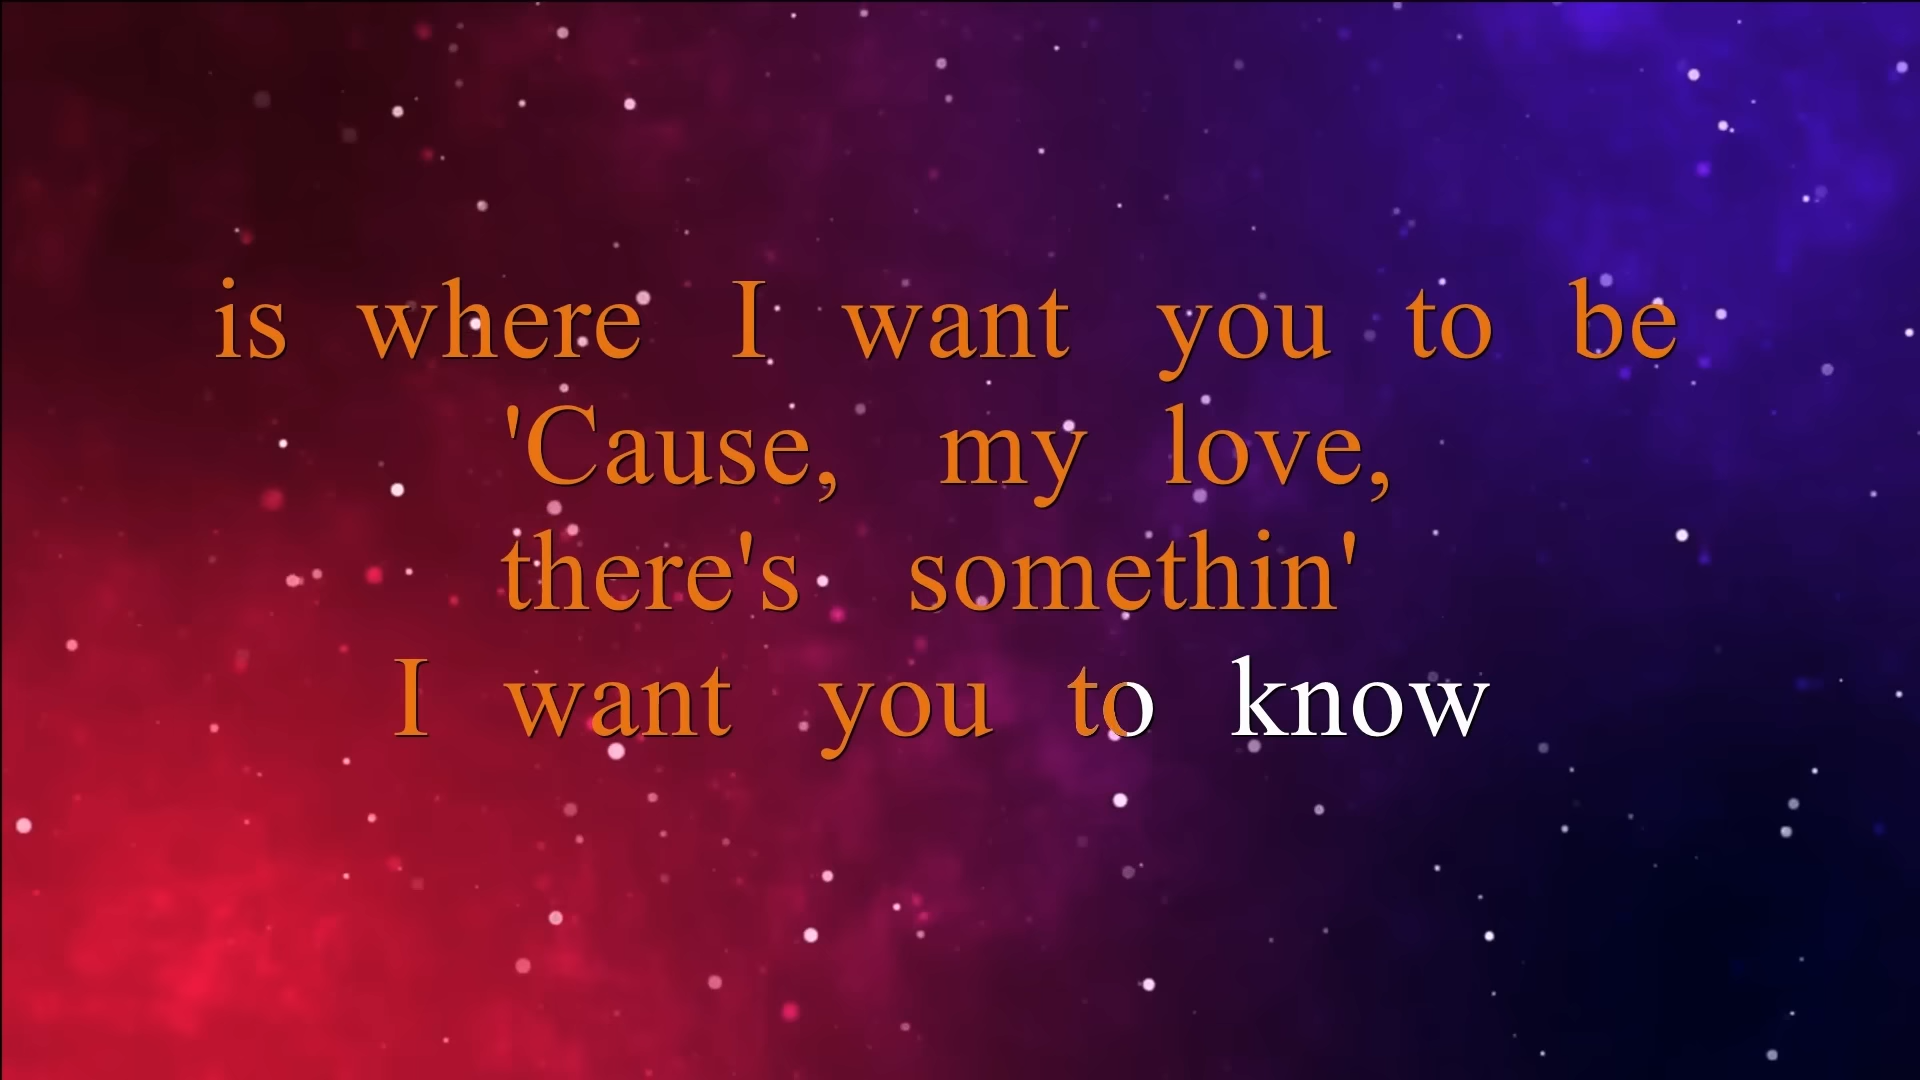 is where I want you to be
'Cause, my love,
there's somethin'
I want you to know